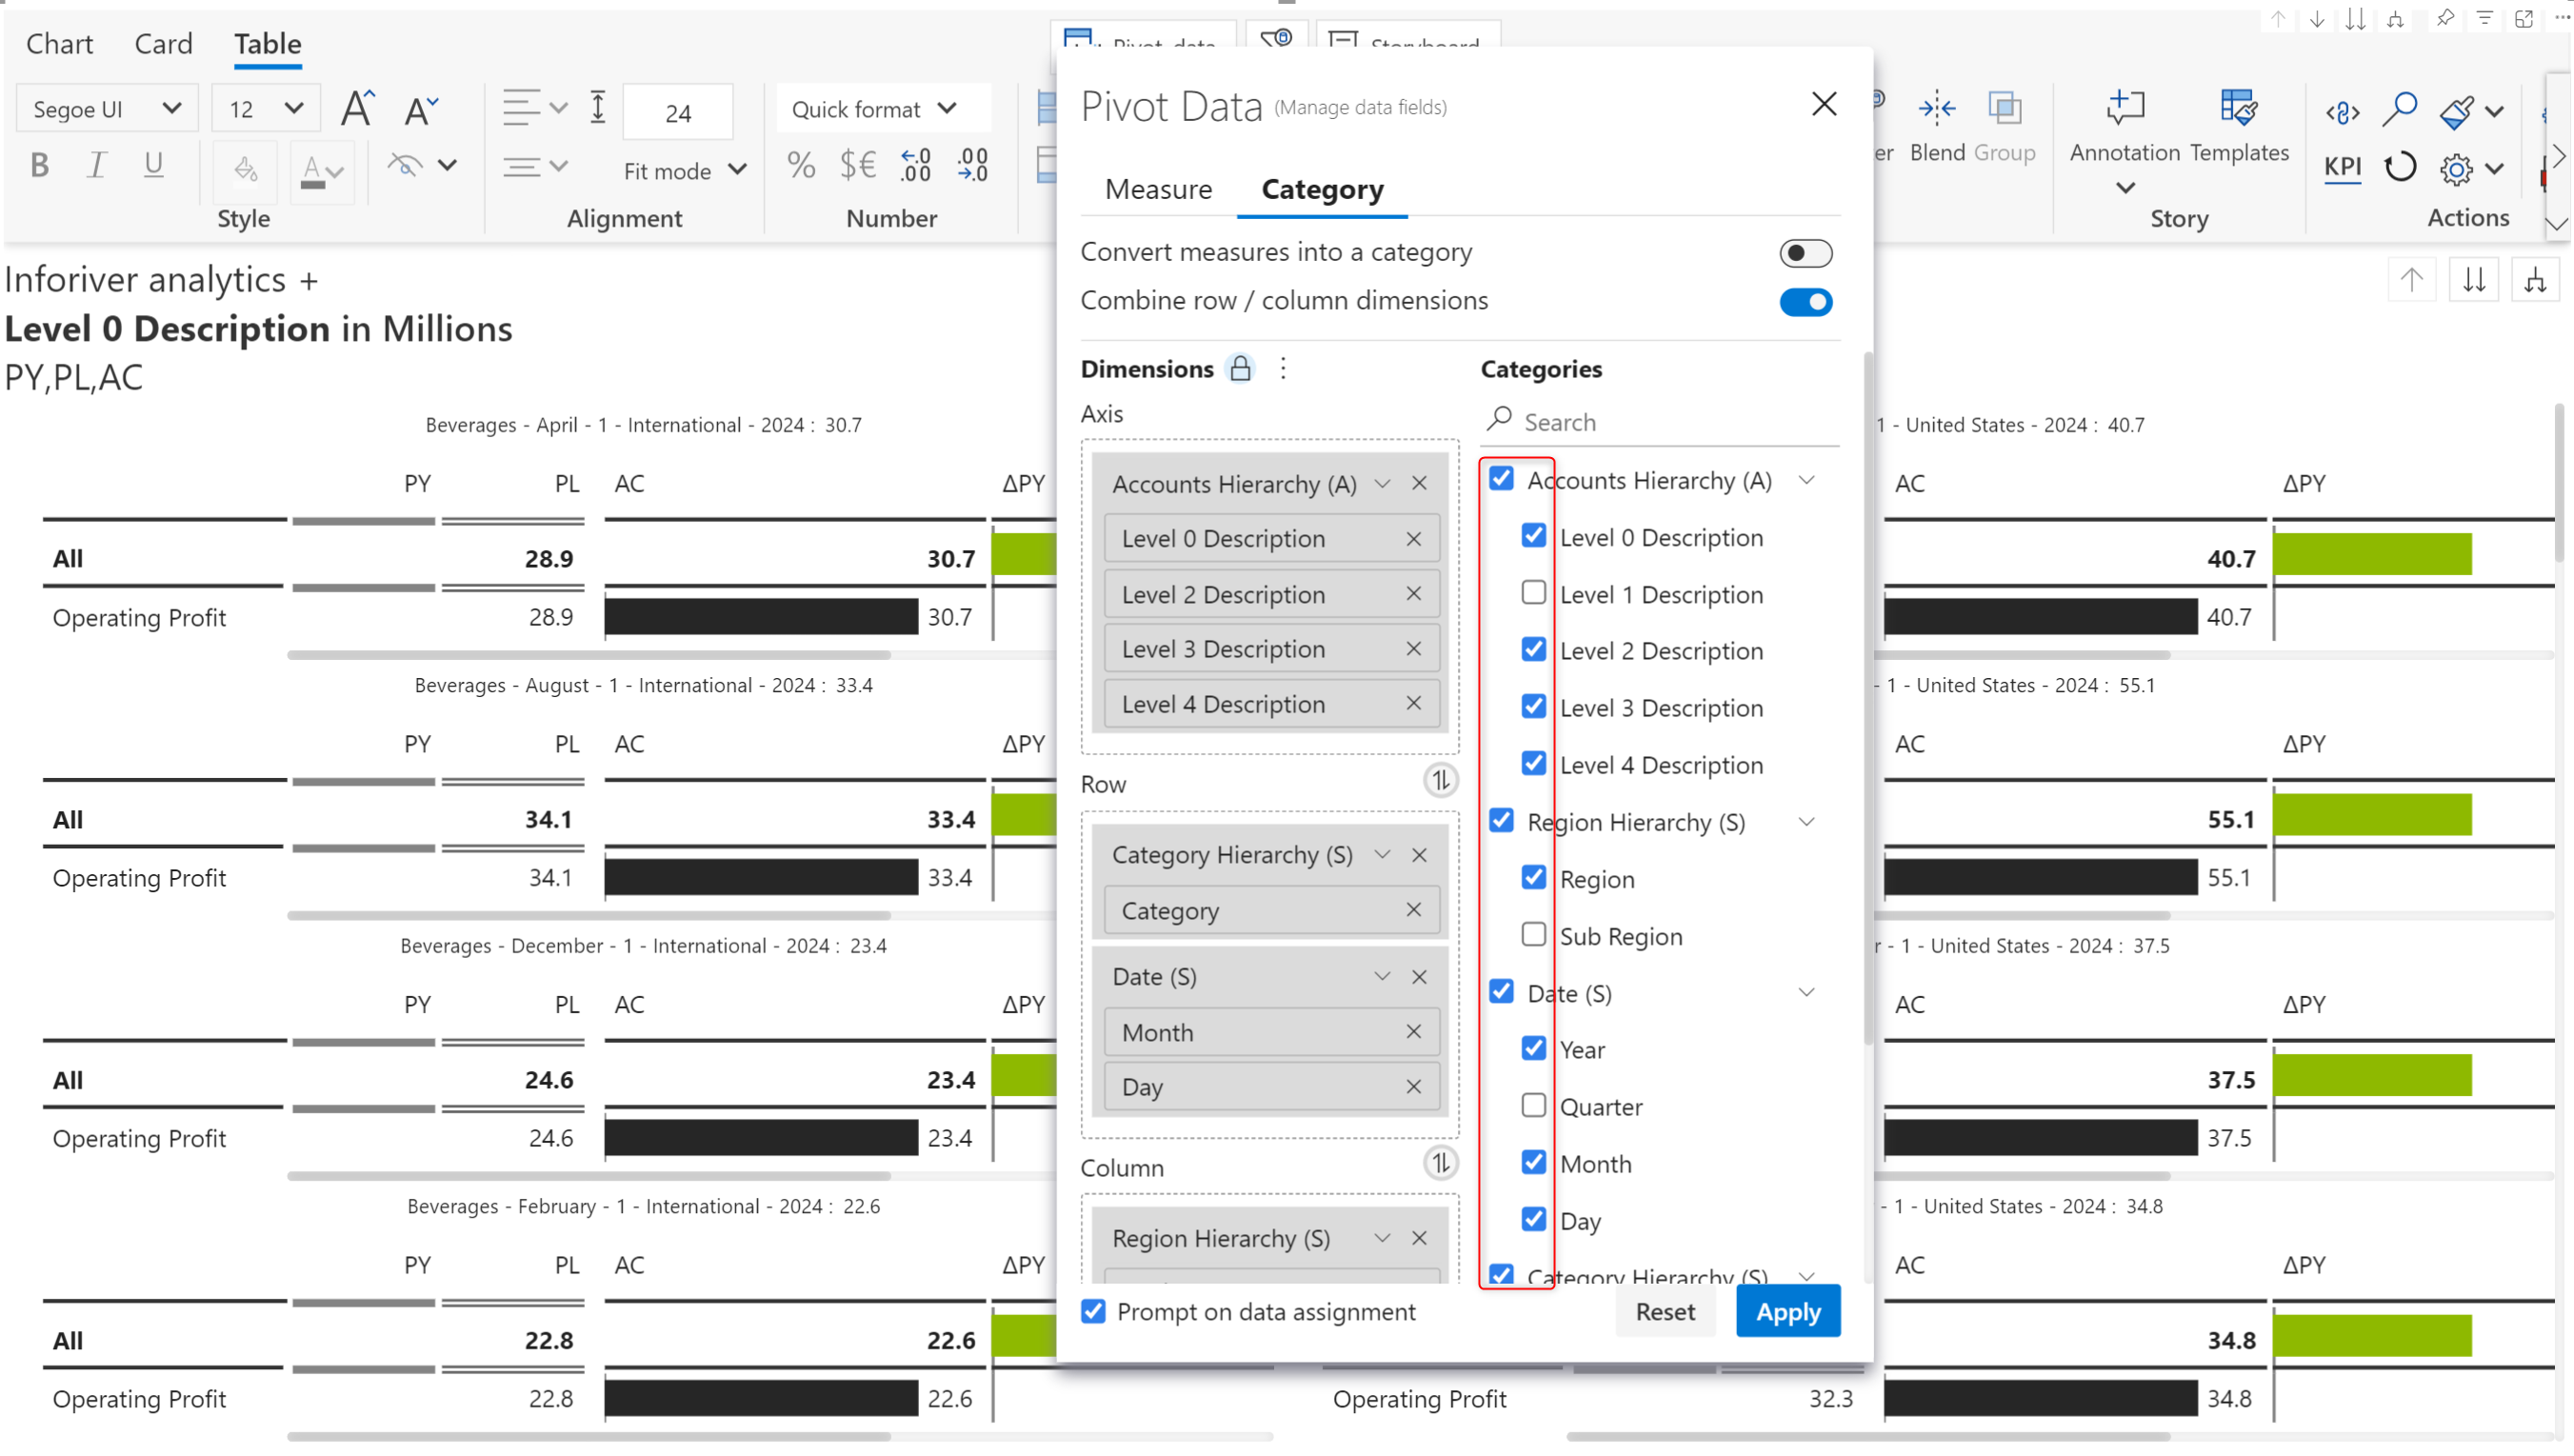 Chart Card Table
Pivot data Storyboard
Segoe UI 12 24 Quick format
B I U Fit mode % $€ KPI
Style Alignment Number
er Blend Group Annotation Templates
Story Actions
Inforiver analytics +
Level 0 Description in Millions
PY,PL,AC
Beverages - April - 1 - International - 2024 : 30.7
PY PL AC ΔPY
All 28.9 30.7
Operating Profit 28.9 30.7
Beverages - August - 1 - International - 2024 : 33.4
PY PL AC ΔPY
All 34.1 33.4
Operating Profit 34.1 33.4
Beverages - December - 1 - International - 2024 : 23.4
PY PL AC ΔPY
All 24.6 23.4
Operating Profit 24.6 23.4
Beverages - February - 1 - International - 2024 : 22.6
PY PL AC ΔPY
All 22.8 22.6
Operating Profit 22.8 22.6
Pivot Data (Manage data fields)
Measure Category
Convert measures into a category
Combine row / column dimensions
Dimensions
Axis
Accounts Hierarchy (A)
Level 0 Description
Level 2 Description
Level 3 Description
Level 4 Description
Row
Category Hierarchy (S)
Category
Date (S)
Month
Day
Column
Region Hierarchy (S)
Categories
Search
Accounts Hierarchy (A)
Level 0 Description
Level 1 Description
Level 2 Description
Level 3 Description
Level 4 Description
Region Hierarchy (S)
Region
Sub Region
Date (S)
Year
Quarter
Month
Day
Category Hierarchy (S)
Prompt on data assignment
Reset Apply
1 - United States - 2024 : 40.7
AC ΔPY
40.7
40.7
- 1 - United States - 2024 : 55.1
AC ΔPY
55.1
55.1
r - 1 - United States - 2024 : 37.5
AC ΔPY
37.5
37.5
- 1 - United States - 2024 : 34.8
AC ΔPY
34.8
Operating Profit 32.3 34.8